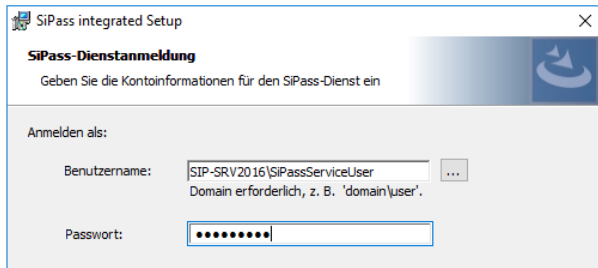 SiPass integrated Setup
SiPass-Dienstanmeldung
Geben Sie die Kontoinformationen für den SiPass-Dienst ein
Anmelden als:
Benutzername: SIP-SRV2016\SiPassServiceUser ...
Domain erforderlich, z. B. 'domain\user'.
Passwort: ●●●●●●●●●